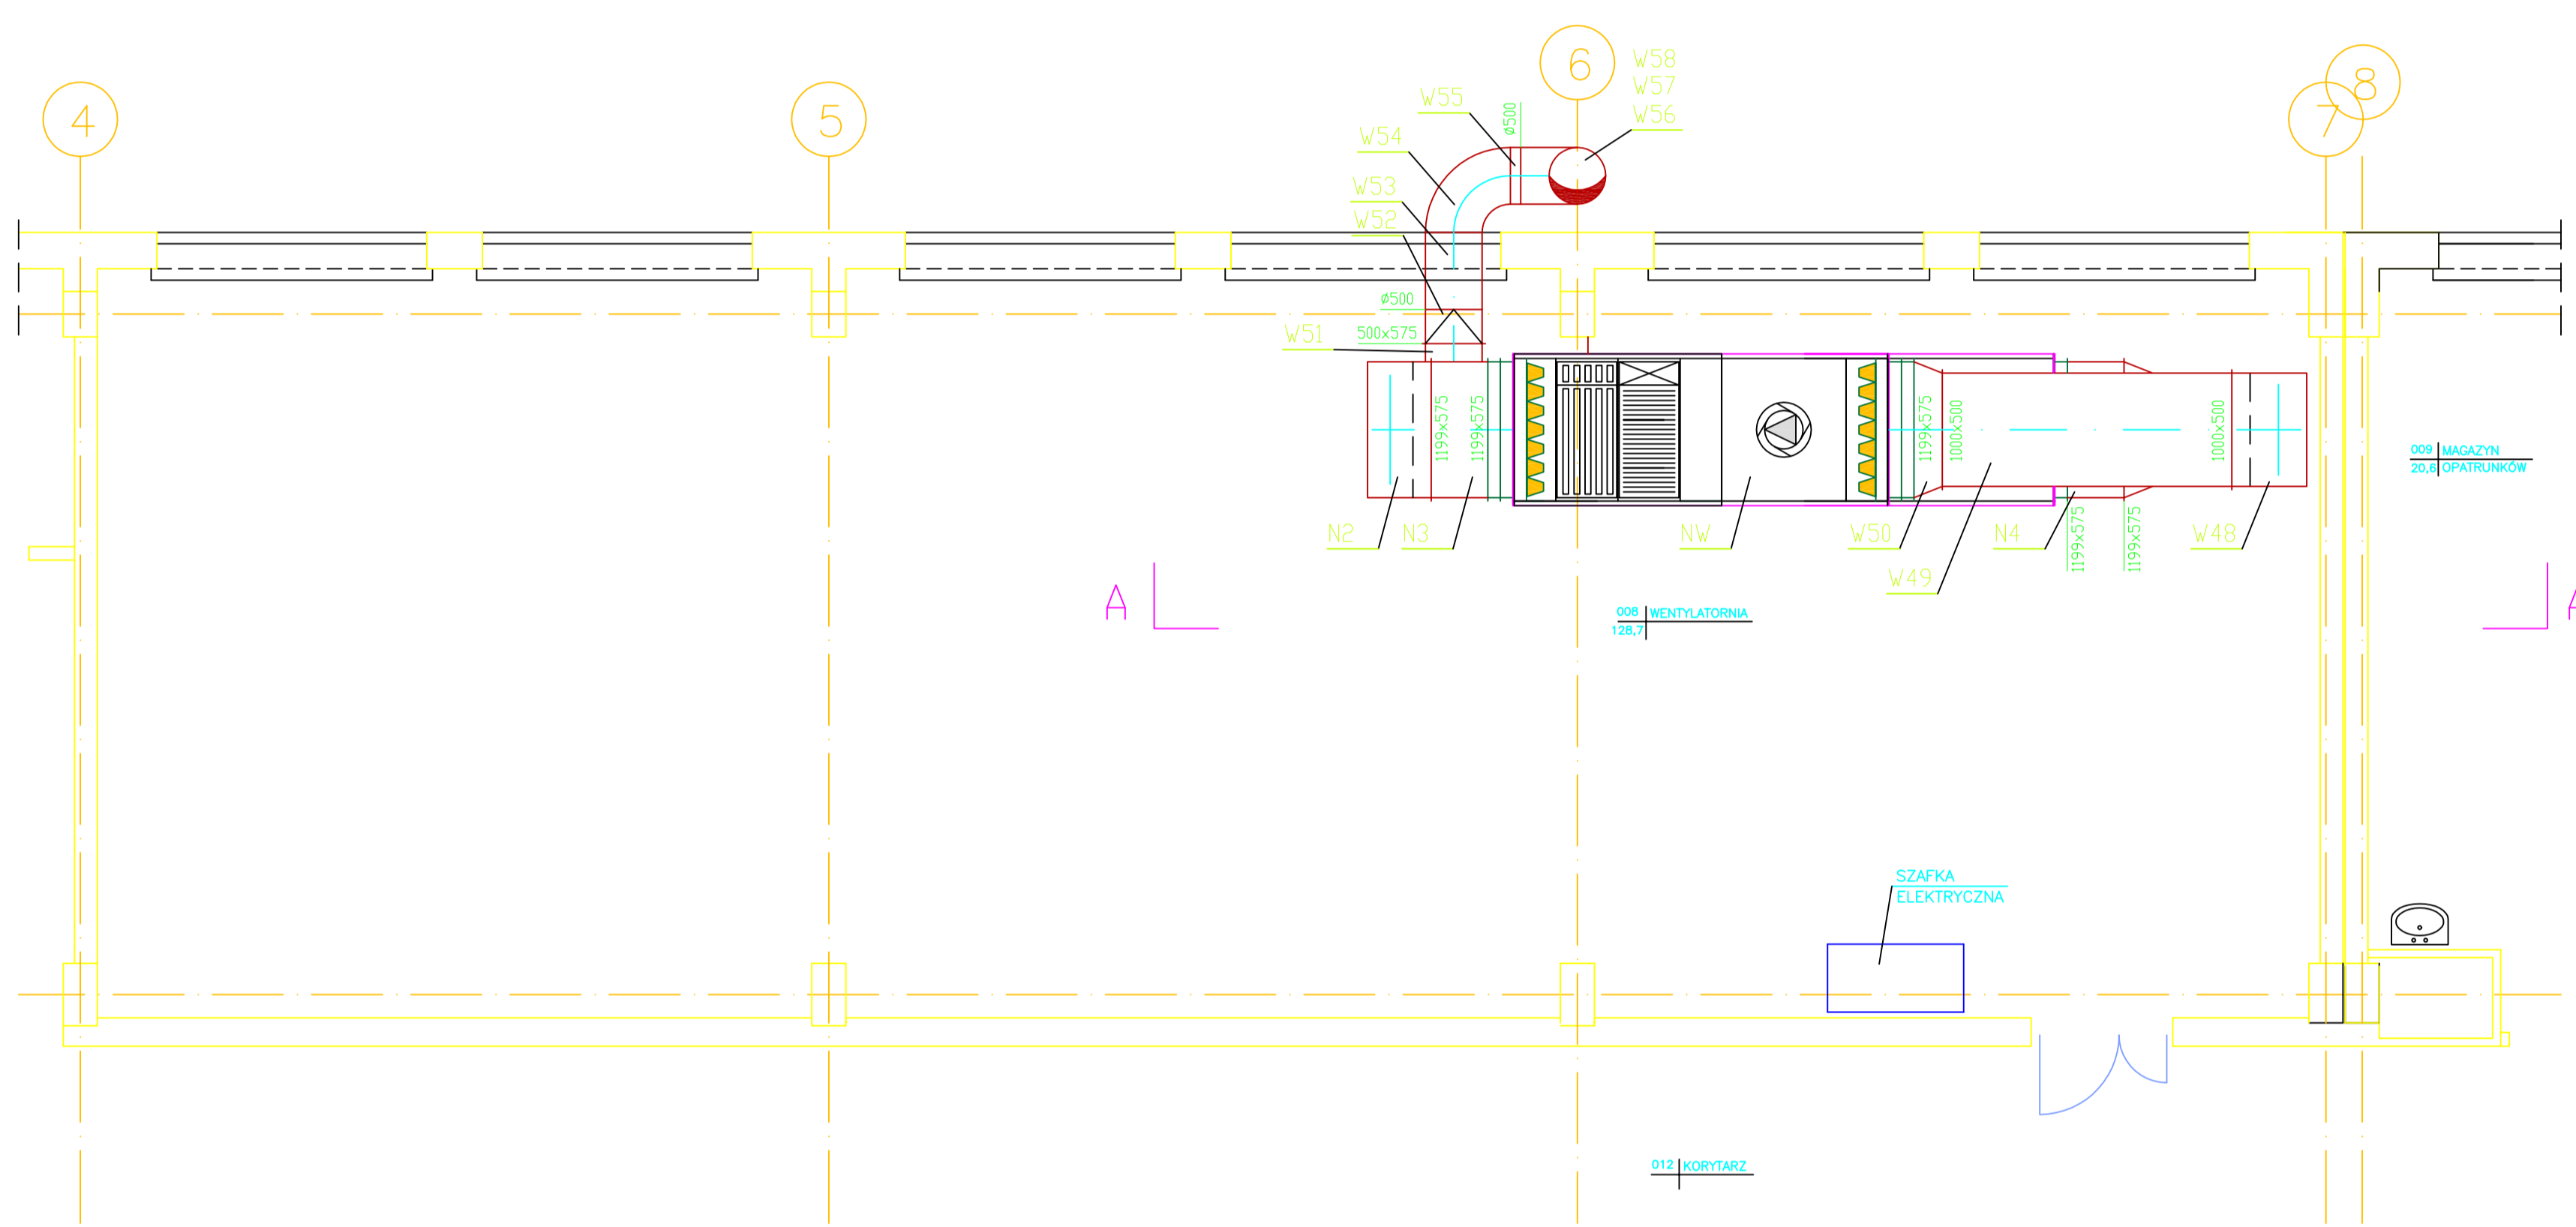 4
5
6
7
8
W58
W57
W56
W55
ø500
W54
W53
W52
ø500
500x575
W51
1199x575
1199x575
1199x575
1000x500
1000x500
009 MAGAZYN
20,6 OPATRUNKÓW
N2
N3
NW
W50
N4
W48
1199x575
1199x575
W49
A
A
008 WENTYLATORNIA
128,7
SZAFKA
ELEKTRYCZNA
012 KORYTARZ